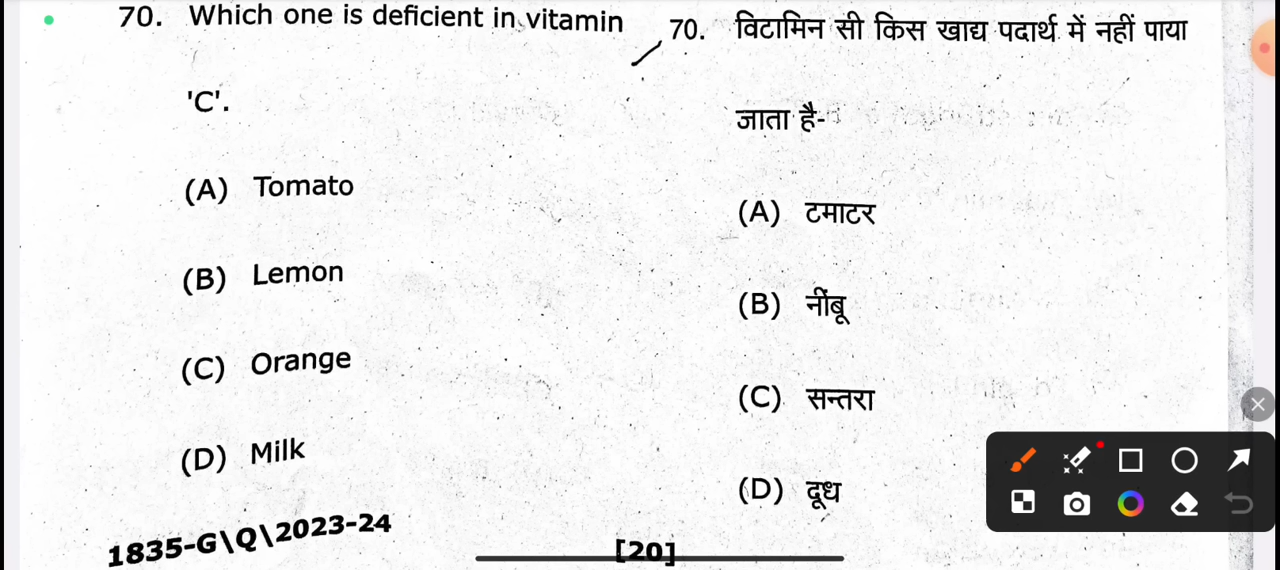 70. Which one is deficient in vitamin
'C'.
(A) Tomato
(B) Lemon
(C) Orange
(D) Milk
70. विटामिन सी किस खाद्य पदार्थ में नहीं पाया
जाता है-
(A) टमाटर
(B) नींबू
(C) सन्तरा
(D) दूध
1835-G\Q\2023-24
[20]